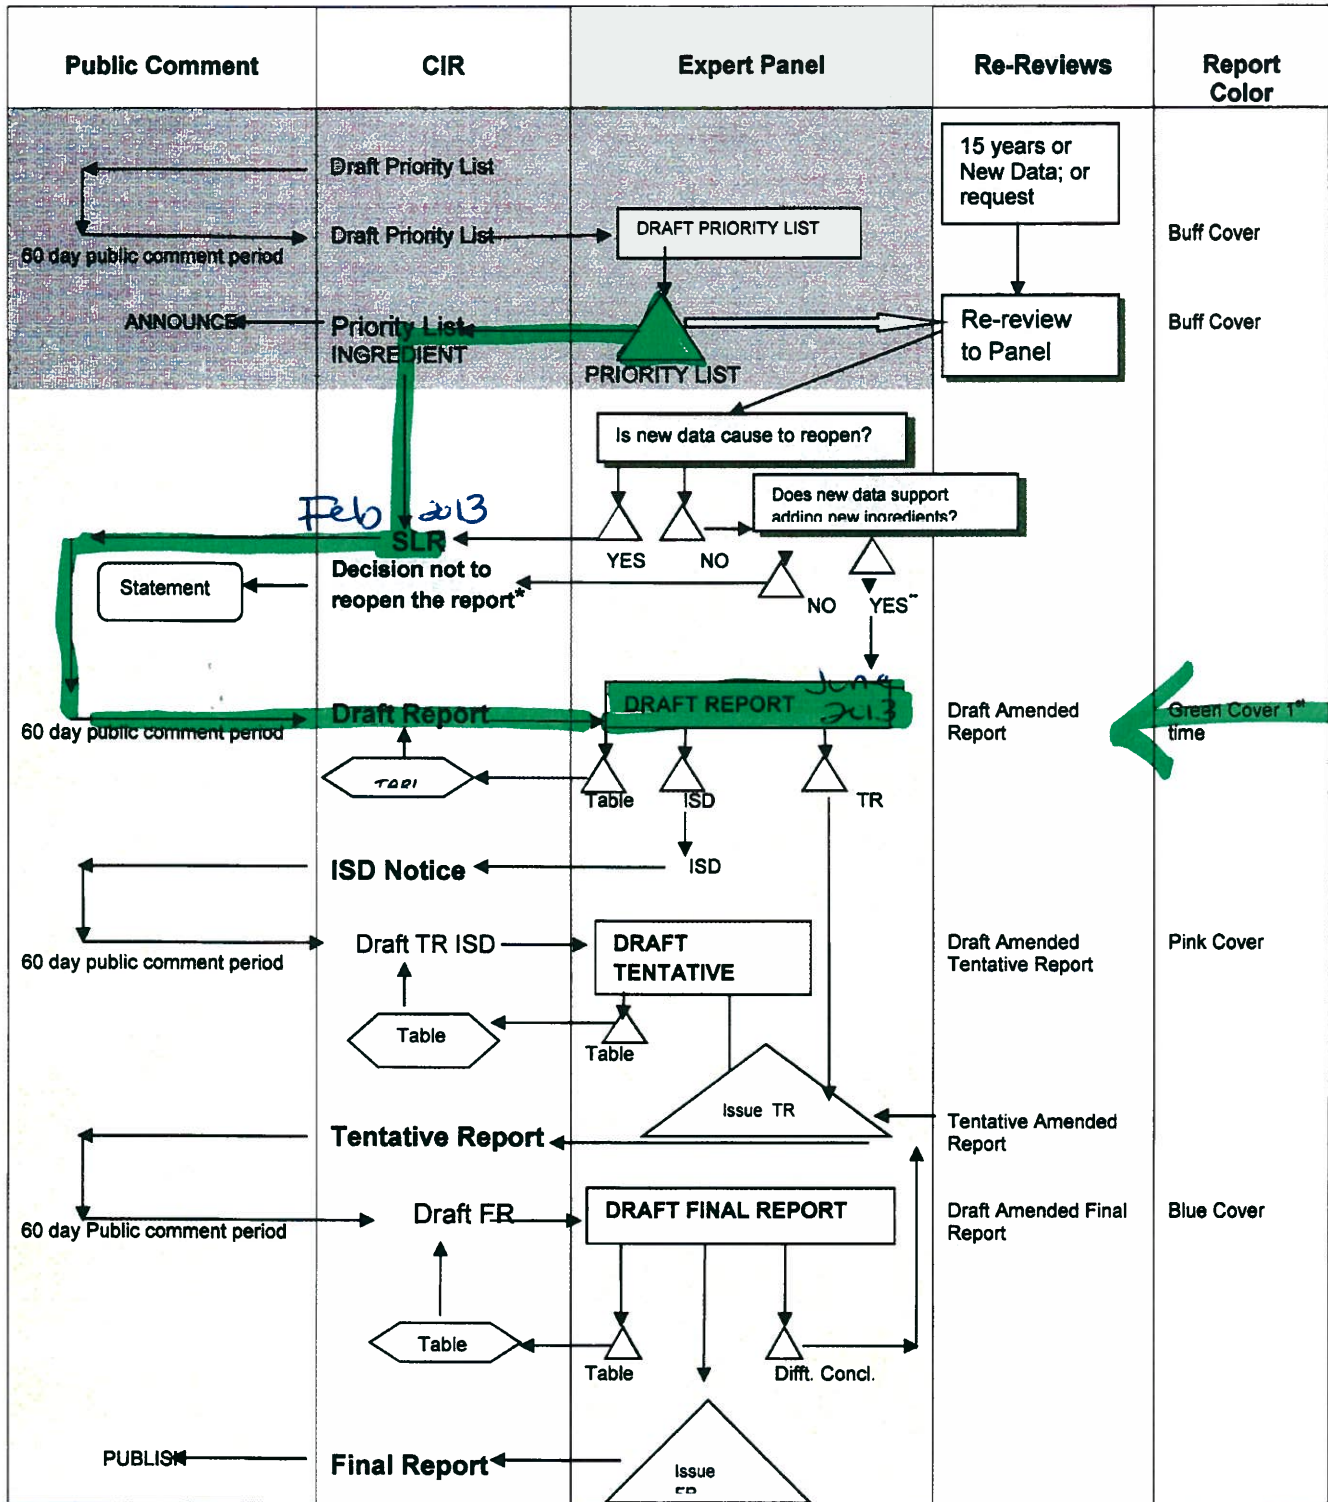 Public Comment
CIR
Expert Panel
Re-Reviews
Report
Color
Draft Priority List
15 years or
New Data; or
request
60 day public comment period
Draft Priority List
DRAFT PRIORITY LIST
Buff Cover
ANNOUNCE
Priority List
INGREDIENT
PRIORITY LIST
Re-review
to Panel
Buff Cover
Is new data cause to reopen?
Does new data support
adding new ingredients?
Feb 2013
SLR
YES
NO
Statement
Decision not to
reopen the report*
NO
YES**
60 day public comment period
Draft Report
DRAFT REPORT
June
2013
Draft Amended
Report
Green Cover 1st
time
Table
ISD
TR
ISD Notice
ISD
60 day public comment period
Draft TR ISD
DRAFT
TENTATIVE
Draft Amended
Tentative Report
Pink Cover
Table
Table
Issue TR
Tentative Report
Tentative Amended
Report
60 day Public comment period
Draft FR
DRAFT FINAL REPORT
Draft Amended Final
Report
Blue Cover
Table
Table
Difft. Concl.
PUBLISH
Final Report
Issue
FR